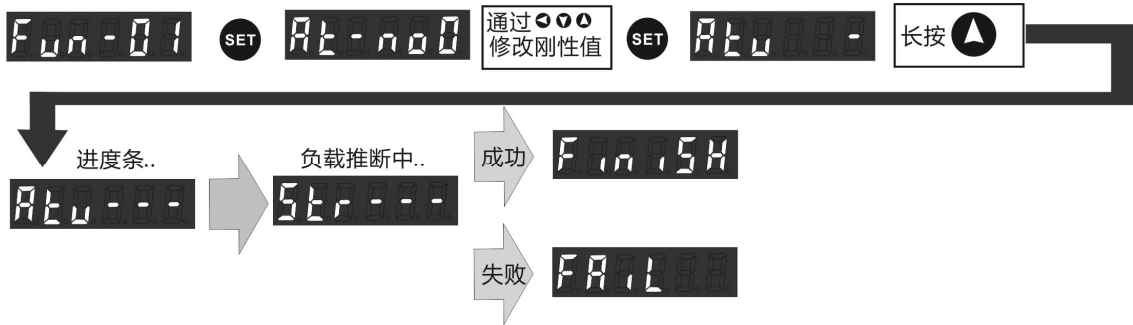 Fun-01
SET
At-no0
通过
修改刚性值
SET
Atu -
长按
进度条..
负载推断中..
成功
FiniSH
Atu---
Str---
失败
FAiL